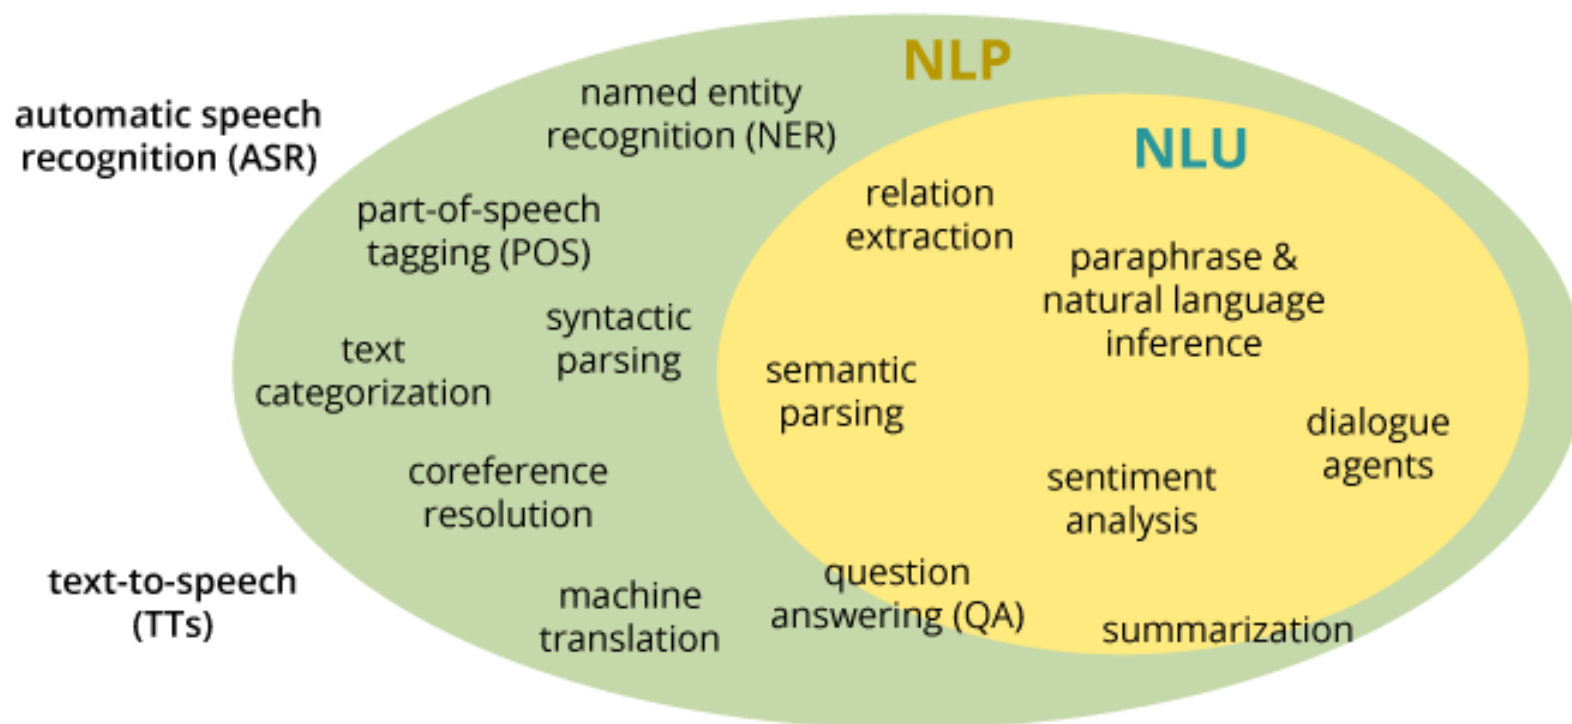 NLP
named entity
recognition (NER)
automatic speech
recognition (ASR)
NLU
relation
extraction
part-of-speech
tagging (POS)
paraphrase &
natural language
inference
syntactic
parsing
text
categorization
semantic
parsing
dialogue
agents
coreference
resolution
sentiment
analysis
text-to-speech
(TTs)
machine
translation
question
answering (QA)
summarization